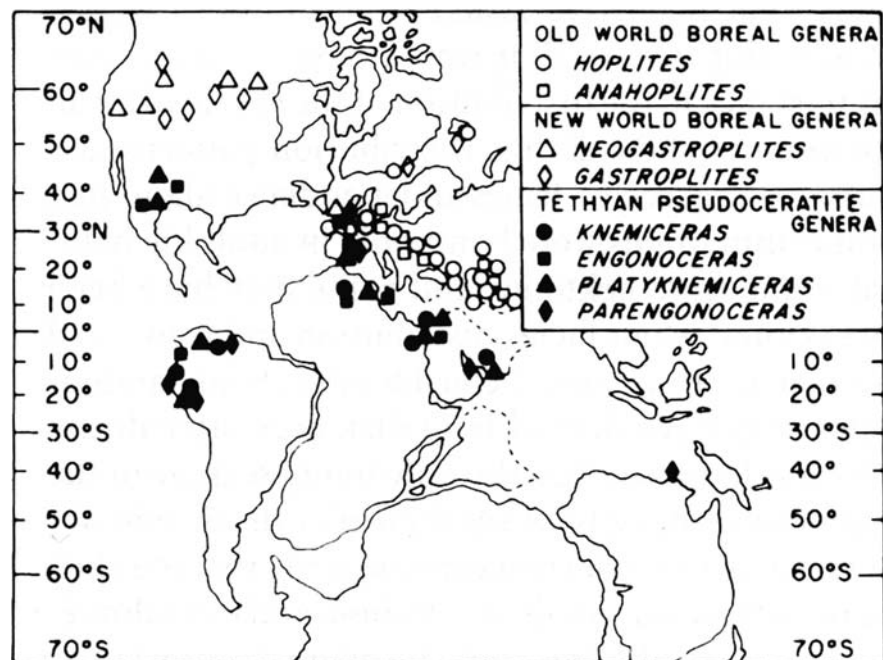 70°N
60°
50°
40°
30°N
20°
10°
0°
10°
20°
30°S
40°
50°
60°S
70°S
OLD WORLD BOREAL GENERA
HOPLITES
ANAHOPLITES
NEW WORLD BOREAL GENERA
NEOGASTROPLITES
GASTROPLITES
TETHYAN PSEUDOCERATITE
GENERA
KNEMICERAS
ENGONOCERAS
PLATYKNEMICERAS
PARENGONOCERAS
0°
10°
20°
30°S
40°
50°
60°S
70°S